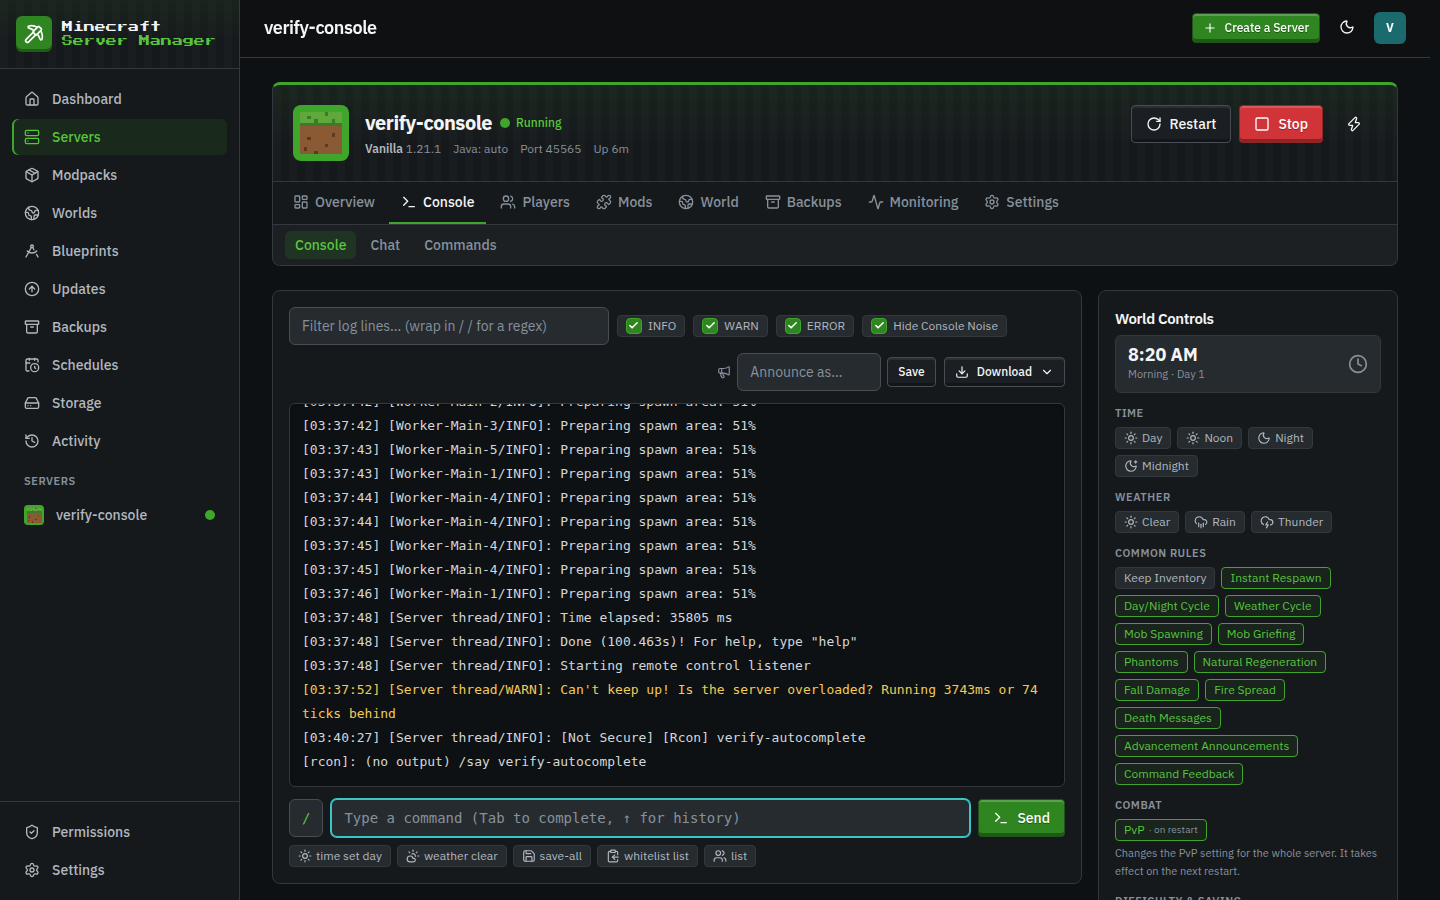 Minecraft
Server Manager
verify-console
Create a Server
V
Dashboard
Servers
Modpacks
Worlds
Blueprints
Updates
Backups
Schedules
Storage
Activity
SERVERS
verify-console
Permissions
Settings
verify-console
Running
Vanilla 1.21.1 Java: auto Port 45565 Up 6m
Restart
Stop
Overview
Console
Players
Mods
World
Backups
Monitoring
Settings
Console
Chat
Commands
Filter log lines... (wrap in / / for a regex)
INFO
WARN
ERROR
Hide Console Noise
Announce as...
Save
Download
[03:37:42] [Worker-Main-2/INFO]: Preparing spawn area: 51%
[03:37:42] [Worker-Main-3/INFO]: Preparing spawn area: 51%
[03:37:43] [Worker-Main-5/INFO]: Preparing spawn area: 51%
[03:37:43] [Worker-Main-1/INFO]: Preparing spawn area: 51%
[03:37:44] [Worker-Main-4/INFO]: Preparing spawn area: 51%
[03:37:44] [Worker-Main-4/INFO]: Preparing spawn area: 51%
[03:37:45] [Worker-Main-4/INFO]: Preparing spawn area: 51%
[03:37:45] [Worker-Main-4/INFO]: Preparing spawn area: 51%
[03:37:46] [Worker-Main-1/INFO]: Preparing spawn area: 51%
[03:37:48] [Server thread/INFO]: Time elapsed: 35805 ms
[03:37:48] [Server thread/INFO]: Done (100.463s)! For help, type "help"
[03:37:48] [Server thread/INFO]: Starting remote control listener
[03:37:52] [Server thread/WARN]: Can't keep up! Is the server overloaded? Running 3743ms or 74
ticks behind
[03:40:27] [Server thread/INFO]: [Not Secure] [Rcon] verify-autocomplete
[rcon]: (no output) /say verify-autocomplete
/
Type a command (Tab to complete, ↑ for history)
Send
time set day
weather clear
save-all
whitelist list
list
World Controls
8:20 AM
Morning · Day 1
TIME
Day
Noon
Night
Midnight
WEATHER
Clear
Rain
Thunder
COMMON RULES
Keep Inventory
Instant Respawn
Day/Night Cycle
Weather Cycle
Mob Spawning
Mob Griefing
Phantoms
Natural Regeneration
Fall Damage
Fire Spread
Death Messages
Advancement Announcements
Command Feedback
COMBAT
PvP · on restart
Changes the PvP setting for the whole server. It takes
effect on the next restart.
DIFFICULTY & SAVING